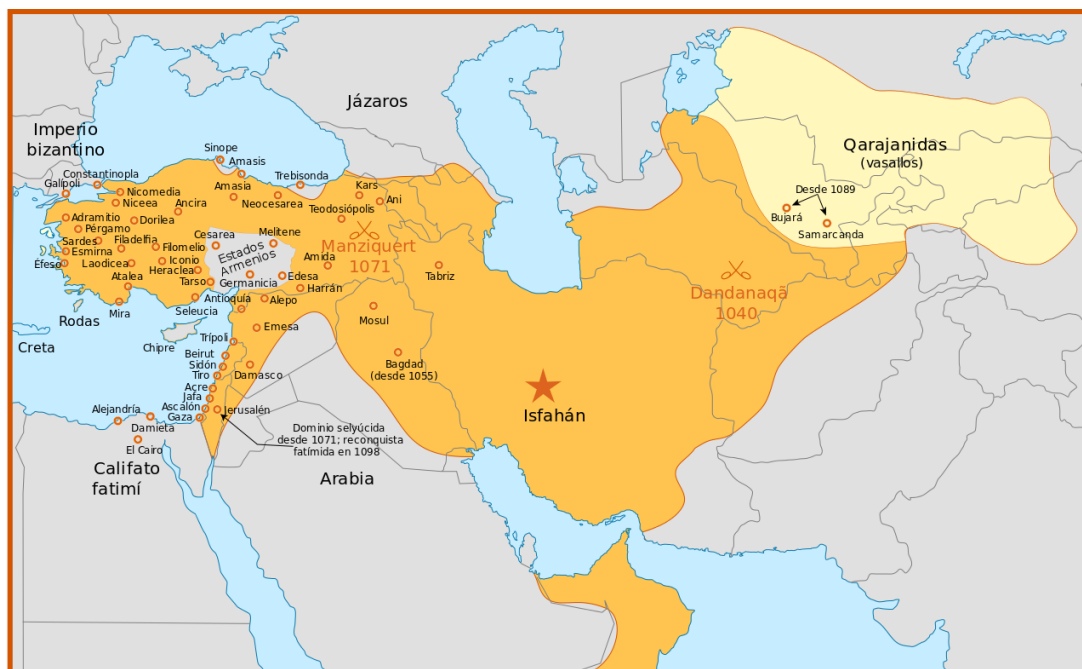 Jázaros
Imperio
bizantino
Qarajanidas
(vasallos)
Desde 1089
Bujará
Samarcanda
Sinope
Amasis
Constantinopla
Galípoli
Trebisonda
Nicomedia
Niceea
Amasia
Neocesarea
Kars
Ani
Teodosiópolis
Ancira
Adramitio
Dorilea
Pérgamo
Cesarea
Melitene
Manziquert
1071
Sardes
Filadelfia
Filomelio
Esmirna
Estados
Armenios
Éfeso
Laodicea
Iconio
Heraclea
Amida
Tabriz
Atalea
Tarso
Germanicia
Edesa
Harrán
Dandanaqā
1040
Rodas
Mira
Seleucia
Antioquía
Alepo
Mosul
Emesa
Creta
Chipre
Trípoli
Beirut
Sidón
Tiro
Damasco
Bagdad
(desde 1055)
Acre
Jafa
Isfahán
Alejandría
Ascalón
Jerusalén
Damieta
Gaza
El Cairo
Dominio selyúcida
desde 1071; reconquista
fatímida en 1098
Califato
fatimí
Arabia